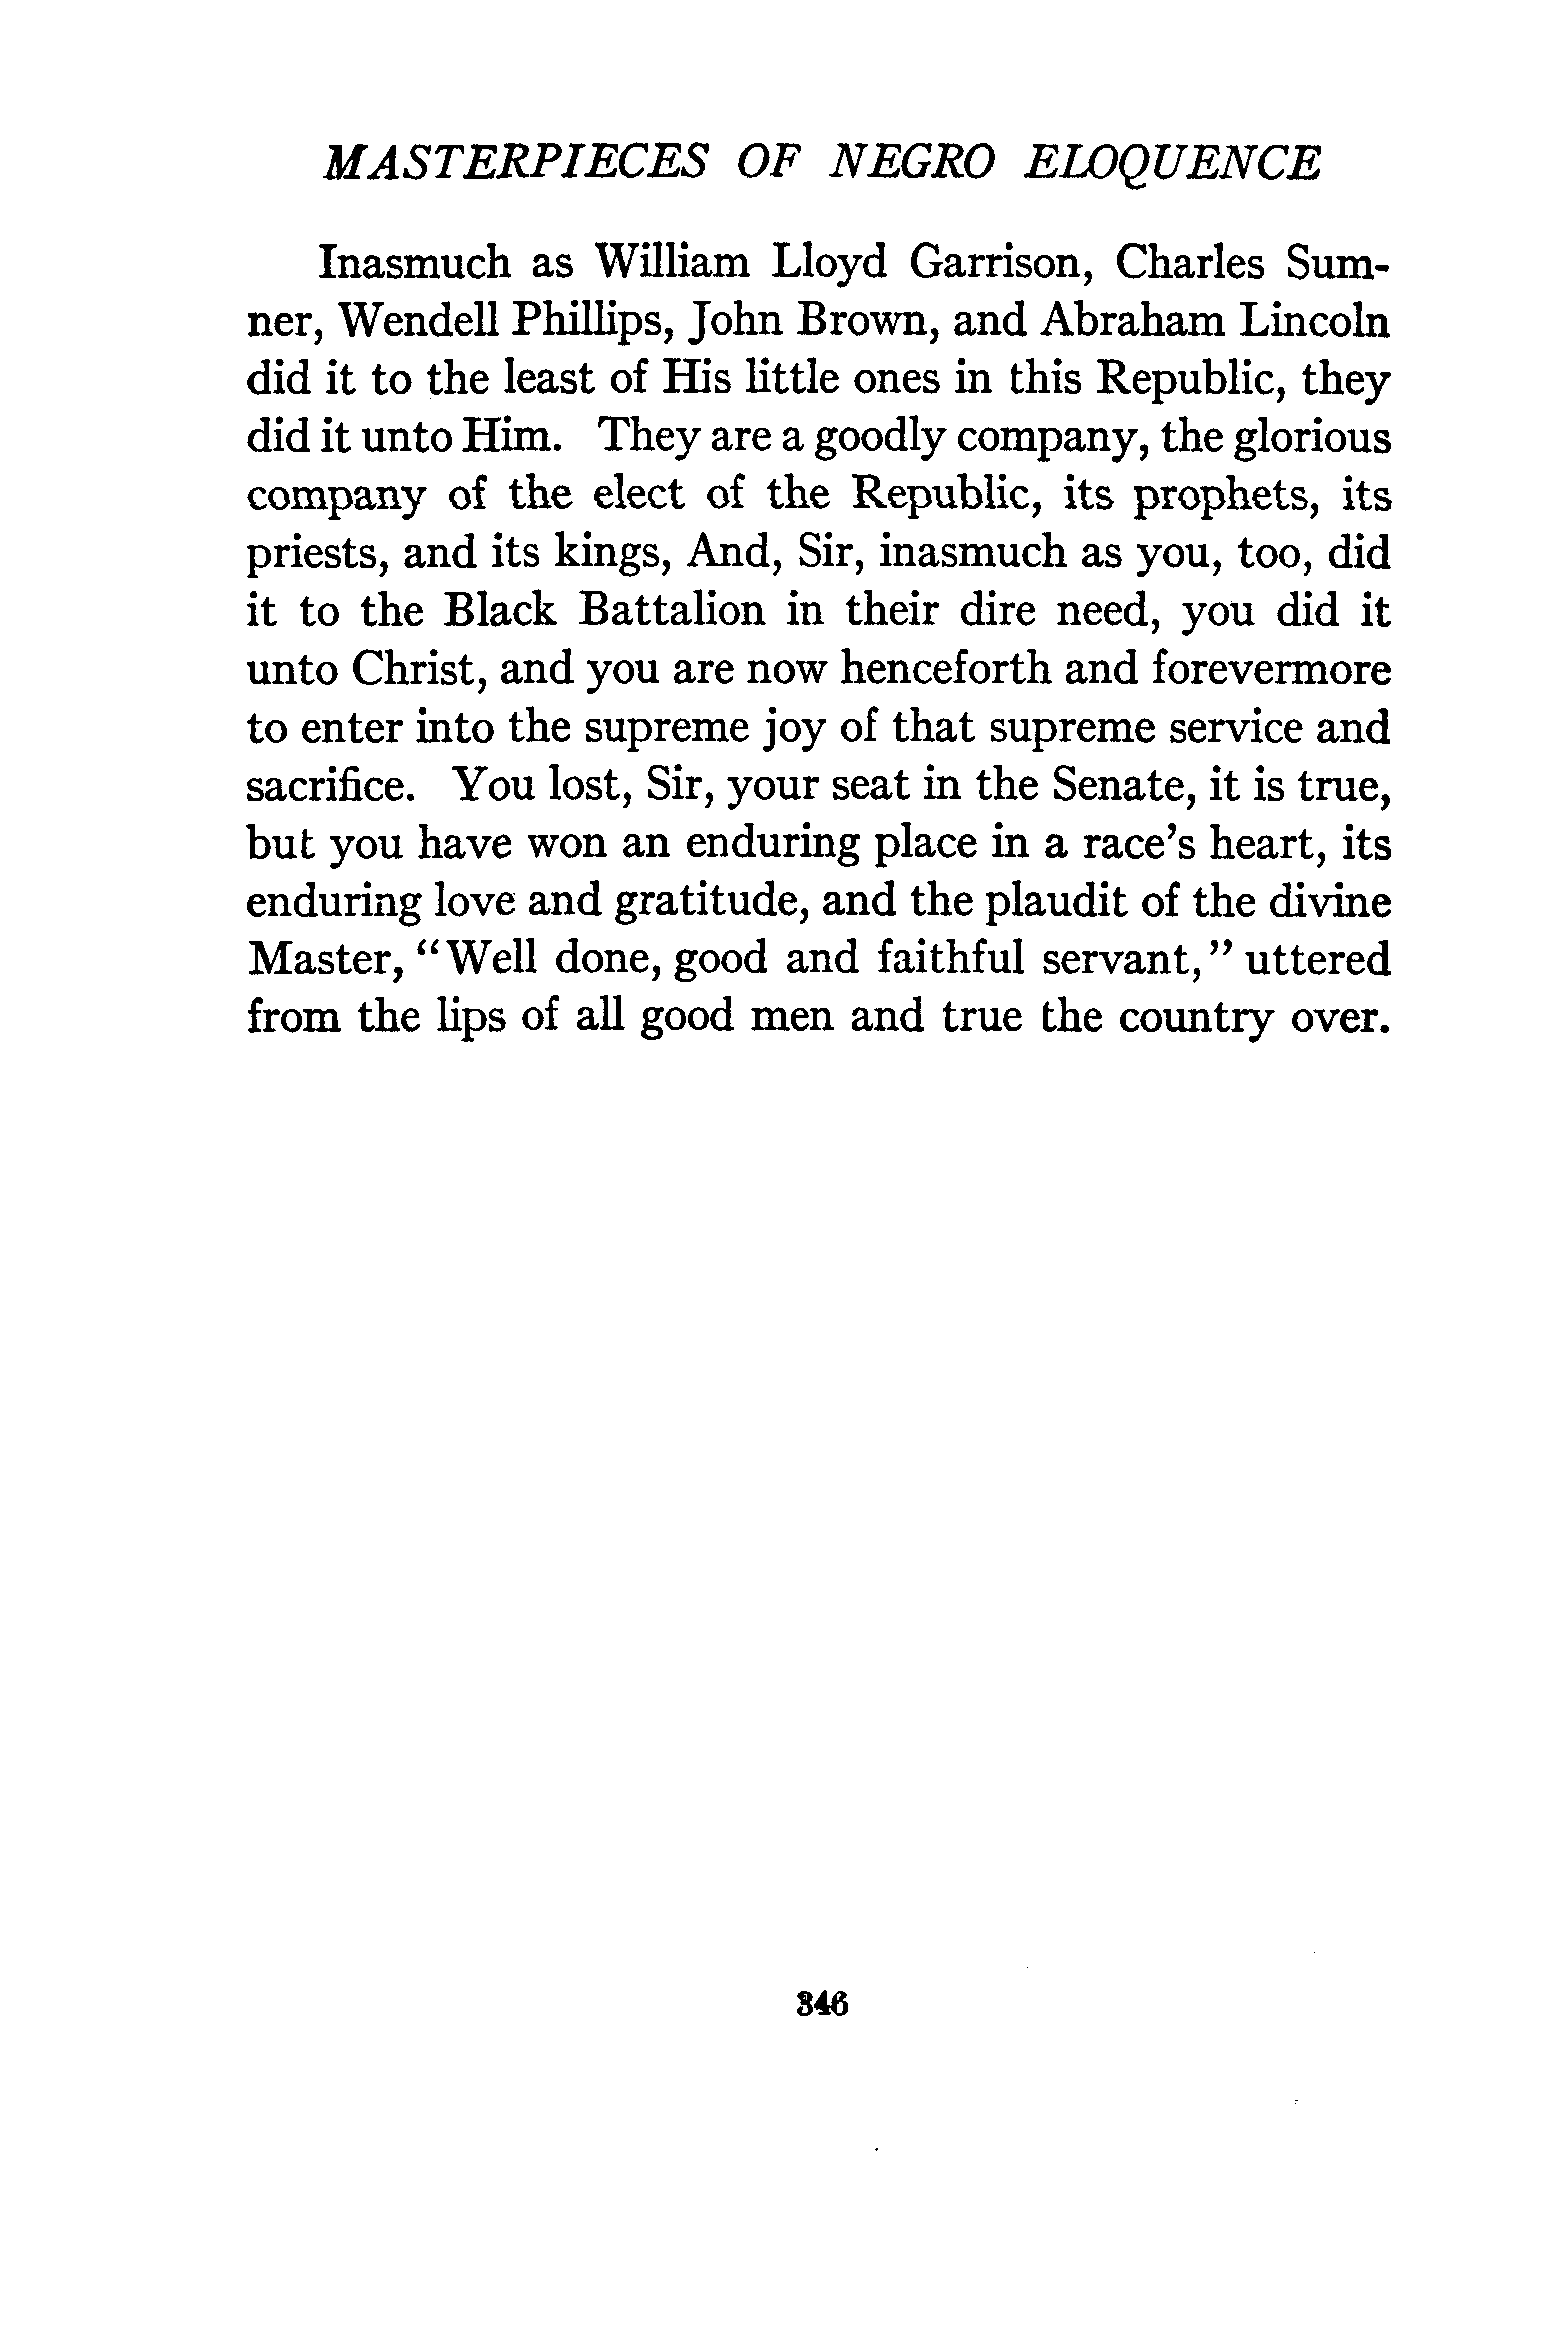 MASTERPIECES OF NEGRO ELOQUENCE
Inasmuch as William Lloyd Garrison, Charles Sum-
ner, Wendell Phillips, John Brown, and Abraham Lincoln
did it to the least of His little ones in this Republic, they
did it unto Him. They are a goodly company, the glorious
company of the elect of the Republic, its prophets, its
priests, and its kings, And, Sir, inasmuch as you, too, did
it to the Black Battalion in their dire need, you did it
unto Christ, and you are now henceforth and forevermore
to enter into the supreme joy of that supreme service and
sacrifice. You lost, Sir, your seat in the Senate, it is true,
but you have won an enduring place in a race's heart, its
enduring love and gratitude, and the plaudit of the divine
Master, "Well done, good and faithful servant," uttered
from the lips of all good men and true the country over.
346